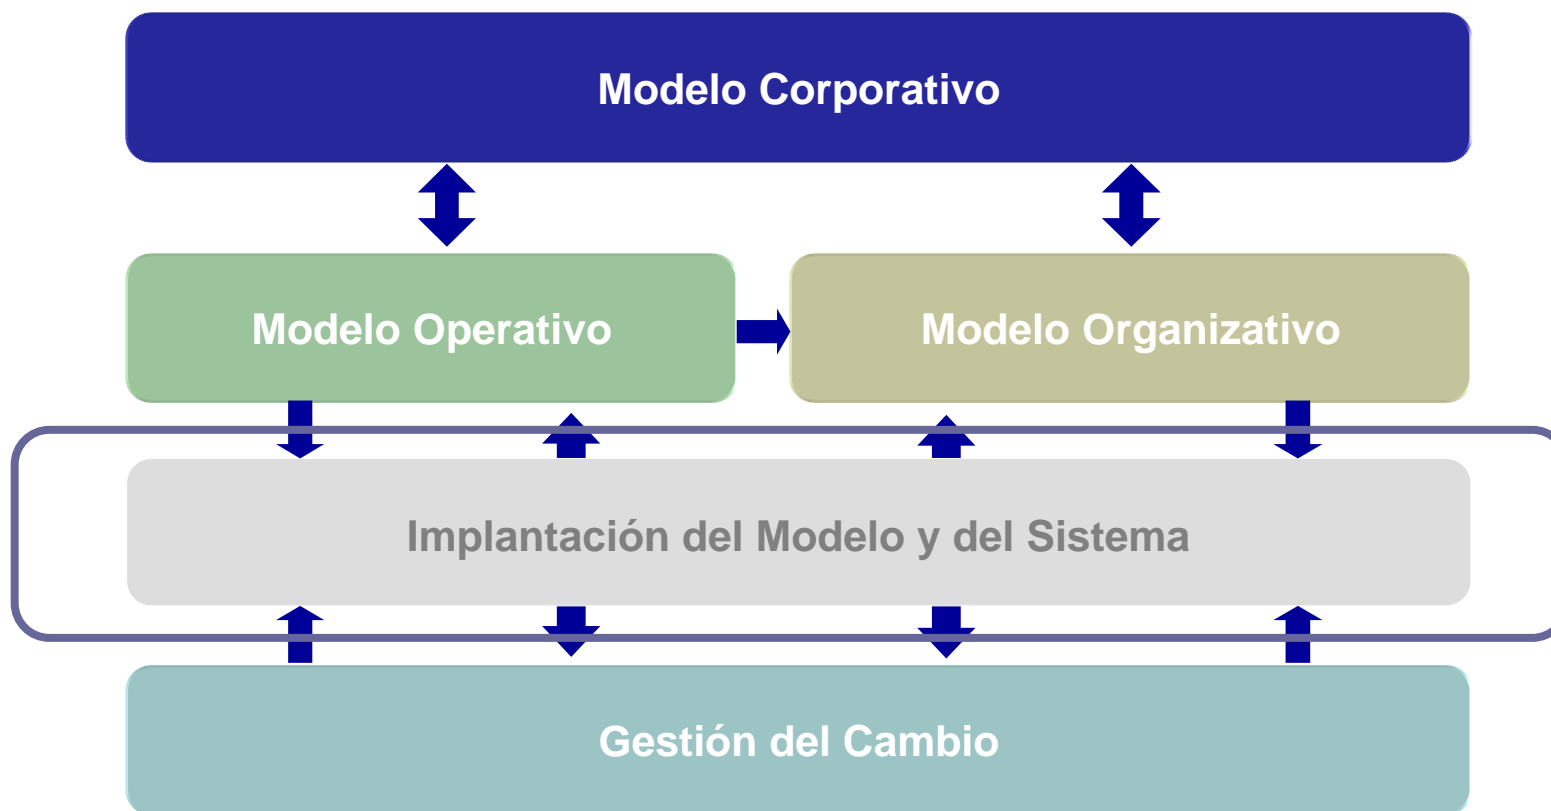 Modelo Corporativo
Modelo Operativo
Modelo Organizativo
Implantación del Modelo y del Sistema
Gestión del Cambio